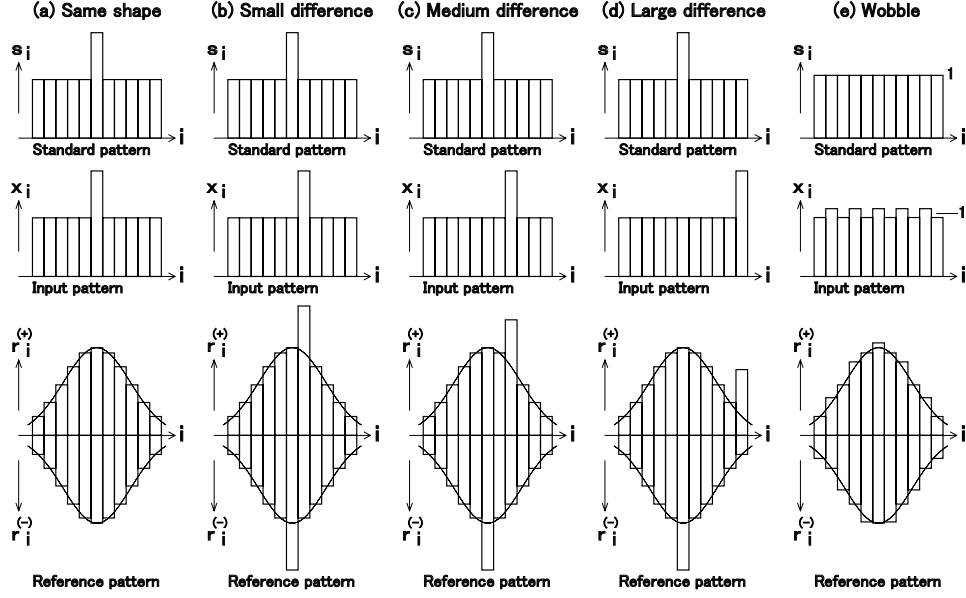 (a) Same shape
(b) Small difference
(c) Medium difference
(d) Large difference
(e) Wobble
s i
s i
s i
s i
s i
1
i
i
i
i
i
Standard pattern
Standard pattern
Standard pattern
Standard pattern
Standard pattern
x i
x i
x i
x i
x i
1
i
i
i
i
i
Input pattern
Input pattern
Input pattern
Input pattern
Input pattern
r i (+)
r i (+)
r i (+)
r i (+)
r i (+)
i
i
i
i
i
r i (-)
r i (-)
r i (-)
r i (-)
r i (-)
Reference pattern
Reference pattern
Reference pattern
Reference pattern
Reference pattern